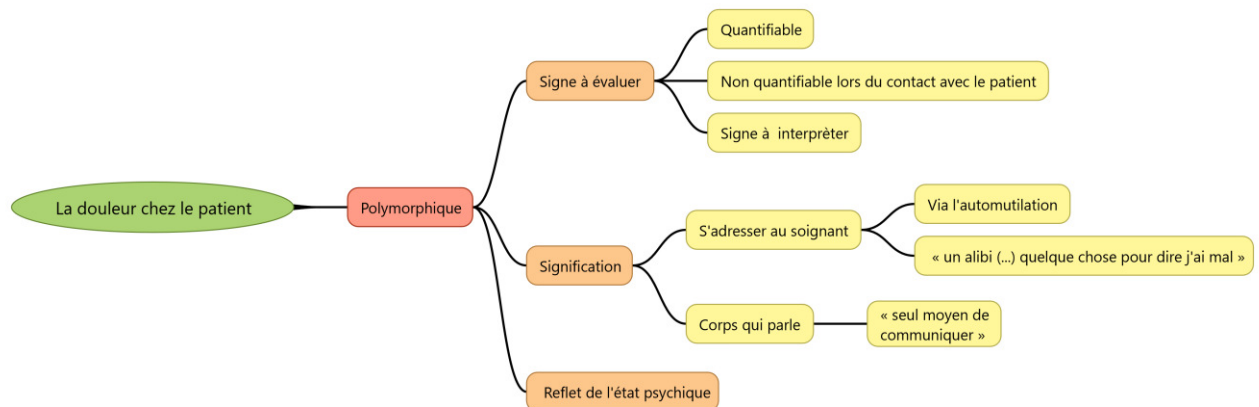 La douleur chez le patient
Polymorphique
Signe à évaluer
Quantifiable
Non quantifiable lors du contact avec le patient
Signe à interprèter
Signification
S'adresser au soignant
Via l'automutilation
« un alibi (...) quelque chose pour dire j'ai mal »
Corps qui parle
« seul moyen de
communiquer »
Reflet de l'état psychique